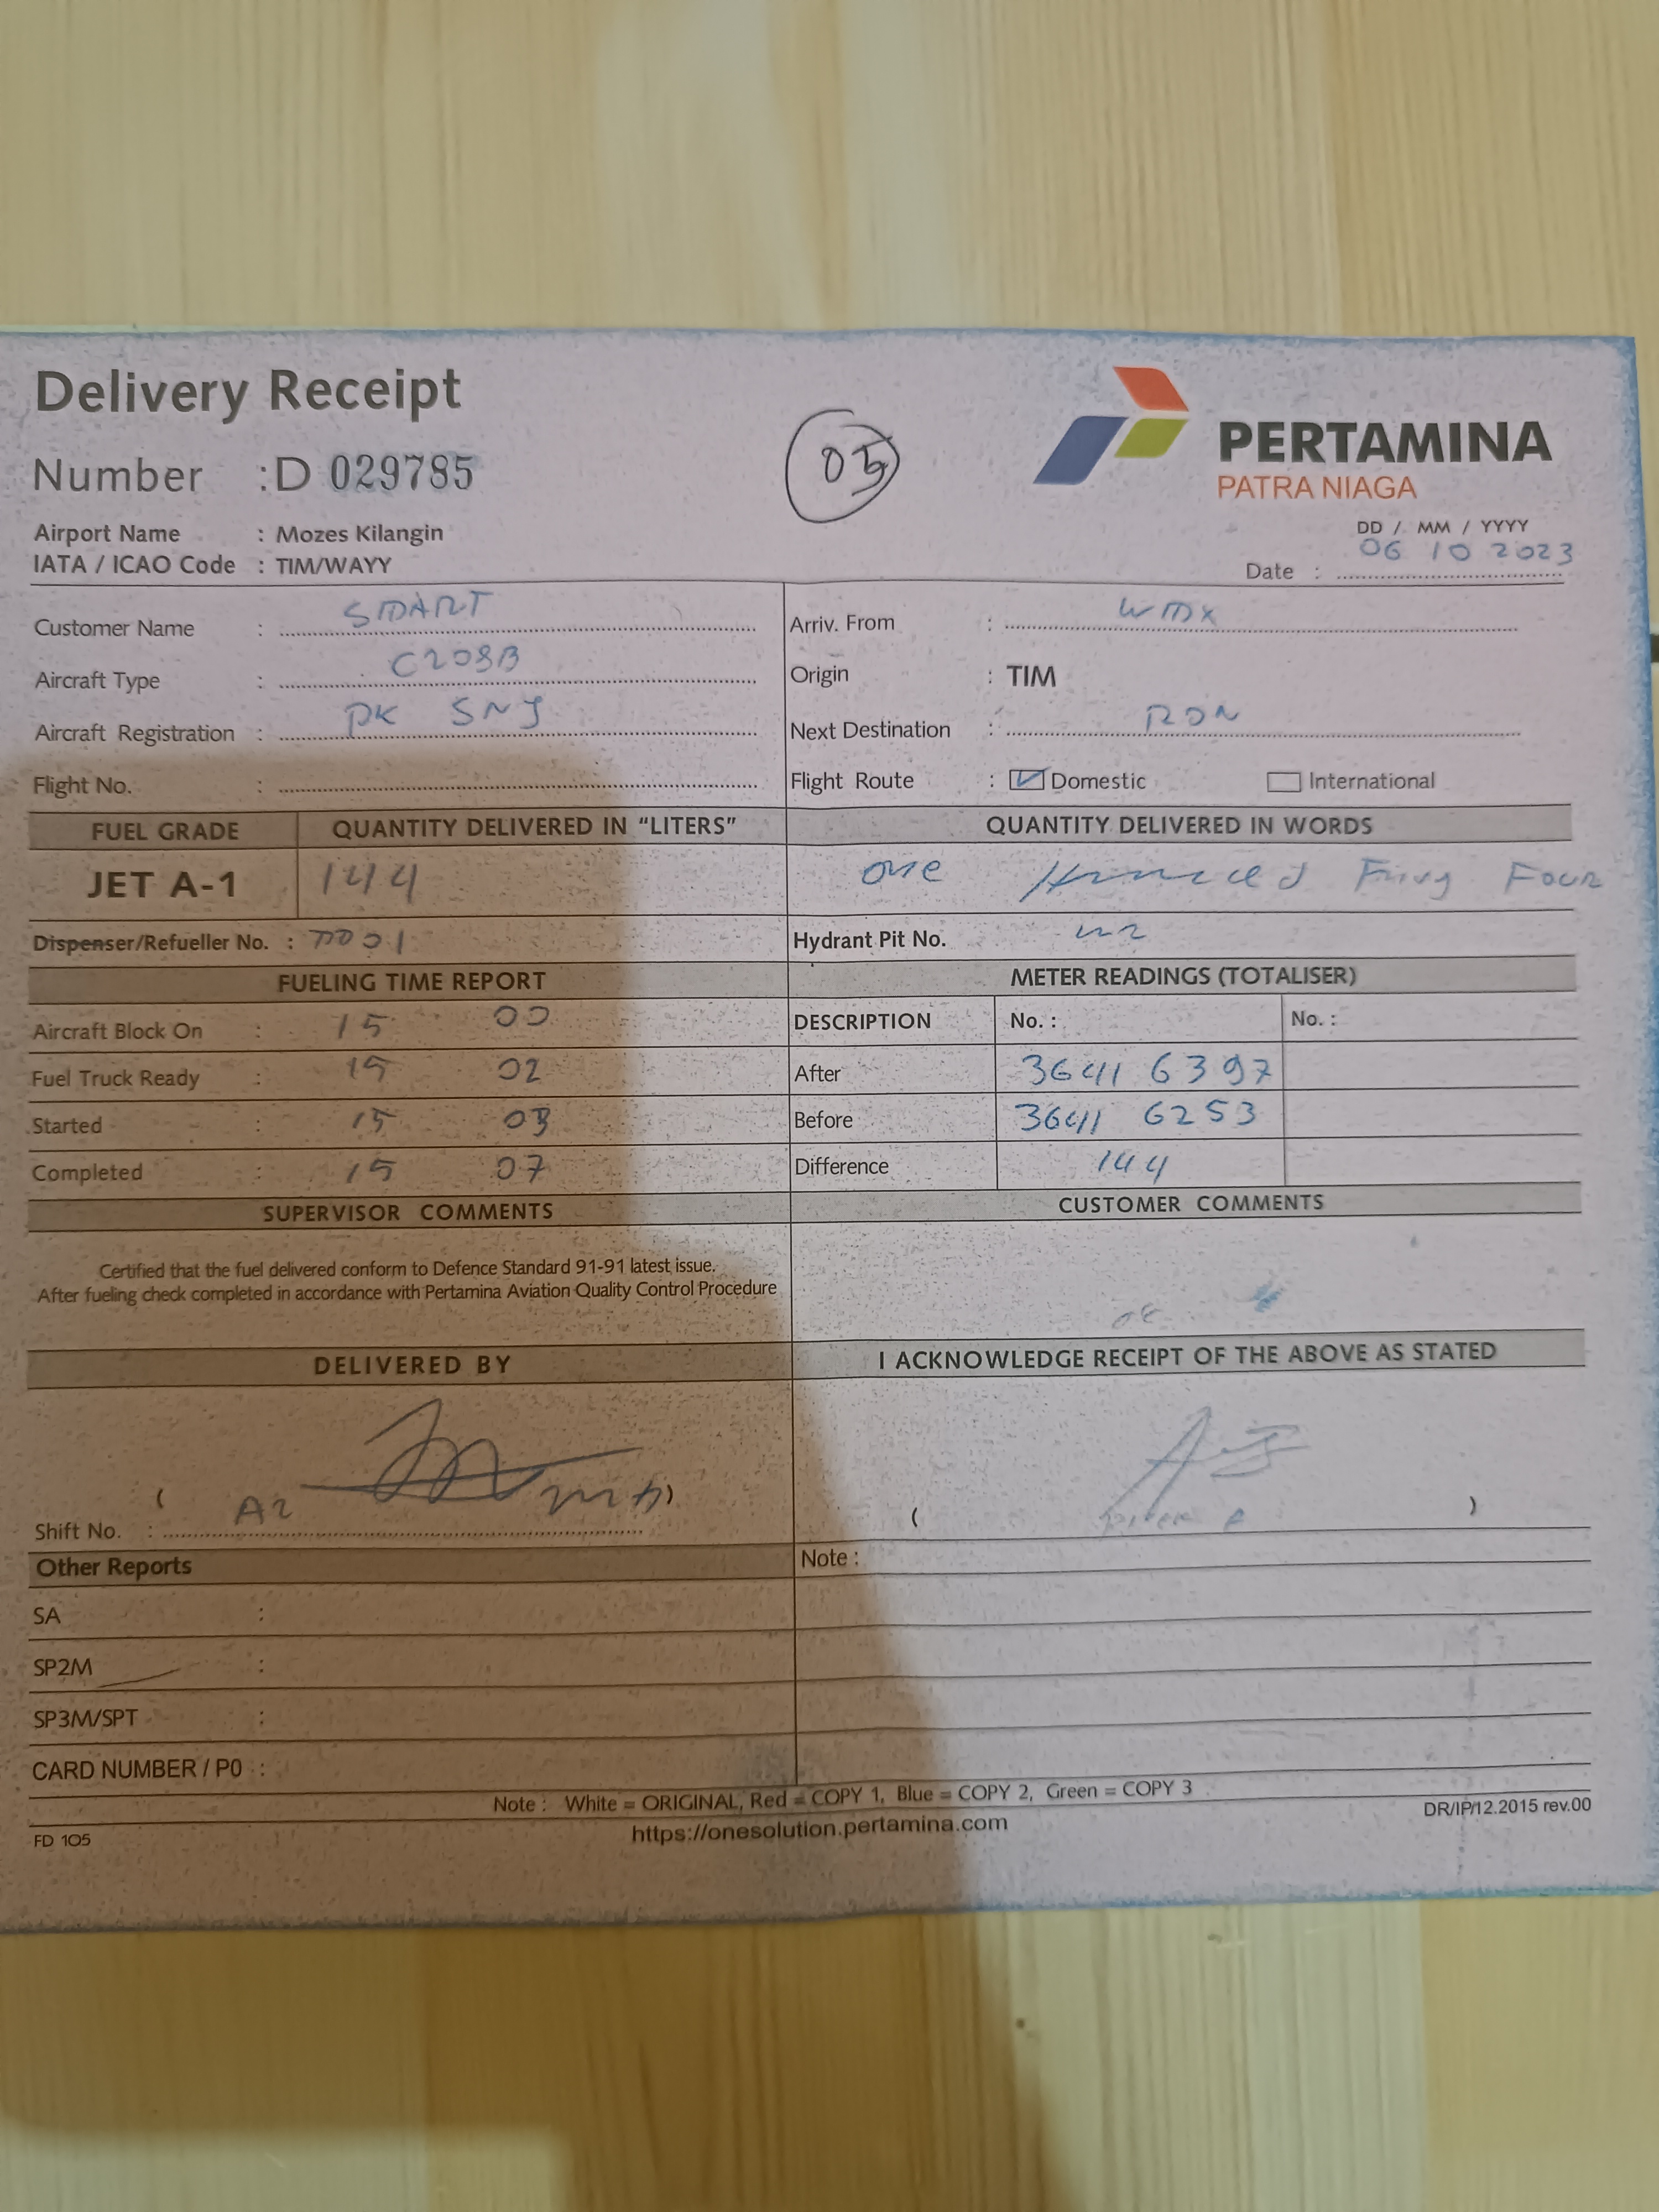 Delivery Receipt
Number : D 029785
05
PERTAMINA
PATRA NIAGA
Airport Name : Mozes Kilangin
IATA / ICAO Code : TIM/WAYY
DD / MM / YYYY
Date : 06 10 2023
Customer Name : SMART
Aircraft Type : C208B
Aircraft Registration : PK SNJ
Flight No. :
Arriv. From : WMX
Origin : TIM
Next Destination : RON
Flight Route : Domestic International
FUEL GRADE QUANTITY DELIVERED IN "LITERS" QUANTITY DELIVERED IN WORDS
JET A-1 144 one Hundred Four
Dispenser/Refueller No. : Hydrant Pit No.
FUELING TIME REPORT
Aircraft Block On : 15 00
Fuel Truck Ready : 15 02
Started : 15 03
Completed : 15 07
METER READINGS (TOTALISER)
DESCRIPTION No. : No. :
After 3641 6397
Before 3641 6253
Difference 144
SUPERVISOR COMMENTS
Certified that the fuel delivered conform to Defence Standard 91-91 latest issue.
After fueling check completed in accordance with Pertamina Aviation Quality Control Procedure
CUSTOMER COMMENTS
DELIVERED BY
( )
Shift No. : A2
I ACKNOWLEDGE RECEIPT OF THE ABOVE AS STATED
( )
Other Reports
SA :
SP2M :
SP3M/SPT :
CARD NUMBER / P0 :
Note :
Note : White = ORIGINAL, Red = COPY 1, Blue = COPY 2, Green = COPY 3
https://onesolution.pertamina.com
FD 105
DR/IP/12.2015 rev.00